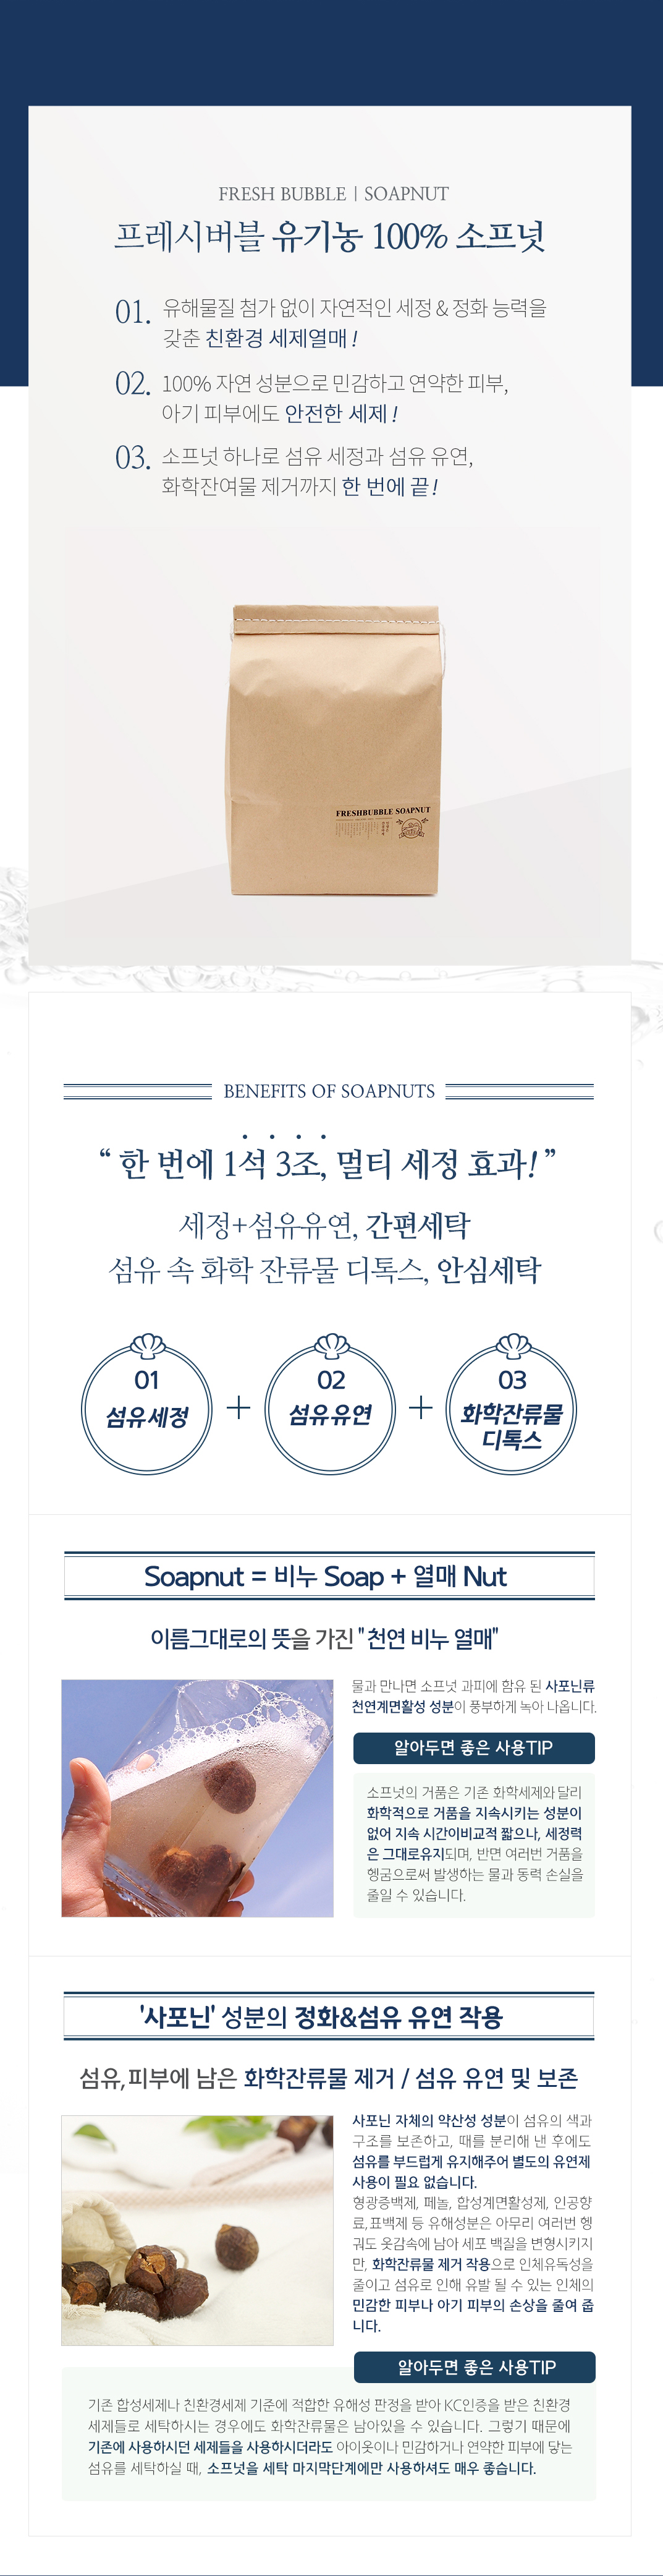 FRESH BUBBLE | SOAPNUT
프레시버블 유기농 100% 소프넛
01. 유해물질 첨가 없이 자연적인 세정 & 정화 능력을
갖춘 친환경 세제열매 !
02. 100% 자연 성분으로 민감하고 연약한 피부,
아기 피부에도 안전한 세제 !
03. 소프넛 하나로 섬유 세정과 섬유 유연,
화학잔여물 제거까지 한 번에 끝 !
FRESHBUBBLE SOAPNUT
BENEFITS OF SOAPNUTS
“ 한 번에 1석 3조, 멀티 세정 효과! ”
세정+섬유유연, 간편세탁
섬유 속 화학 잔류물 디톡스, 안심세탁
01
섬유세정
+
02
섬유유연
+
03
화학잔류물
디톡스
Soapnut = 비누 Soap + 열매 Nut
이름그대로의 뜻을 가진 "천연 비누 열매"
물과 만나면 소프넛 과피에 함유 된 사포닌류
천연계면활성 성분이 풍부하게 녹아 나옵니다.
알아두면 좋은 사용TIP
소프넛의 거품은 기존 화학세제와 달리
화학적으로 거품을 지속시키는 성분이
없어 지속 시간이비교적 짧으나, 세정력
은 그대로유지되며, 반면 여러번 거품을
헹굼으로써 발생하는 물과 동력 손실을
줄일 수 있습니다.
'사포닌' 성분의 정화&섬유 유연 작용
섬유,피부에 남은 화학잔류물 제거 / 섬유 유연 및 보존
사포닌 자체의 약산성 성분이 섬유의 색과
구조를 보존하고, 때를 분리해 낸 후에도
섬유를 부드럽게 유지해주어 별도의 유연제
사용이 필요 없습니다.
형광증백제, 페놀, 합성계면활성제, 인공향
료,표백제 등 유해성분은 아무리 여러번 헹
궈도 옷감속에 남아 세포 백질을 변형시키지
만, 화학잔류물 제거 작용으로 인체유독성을
줄이고 섬유로 인해 유발 될 수 있는 인체의
민감한 피부나 아기 피부의 손상을 줄여 줍
니다.
알아두면 좋은 사용TIP
기존 합성세제나 친환경세제 기준에 적합한 유해성 판정을 받아 KC인증을 받은 친환경
세제들로 세탁하시는 경우에도 화학잔류물은 남아있을 수 있습니다. 그렇기 때문에
기존에 사용하시던 세제들을 사용하시더라도 아이옷이나 민감하거나 연약한 피부에 닿는
섬유를 세탁하실 때, 소프넛을 세탁 마지막단계에만 사용하셔도 매우 좋습니다.